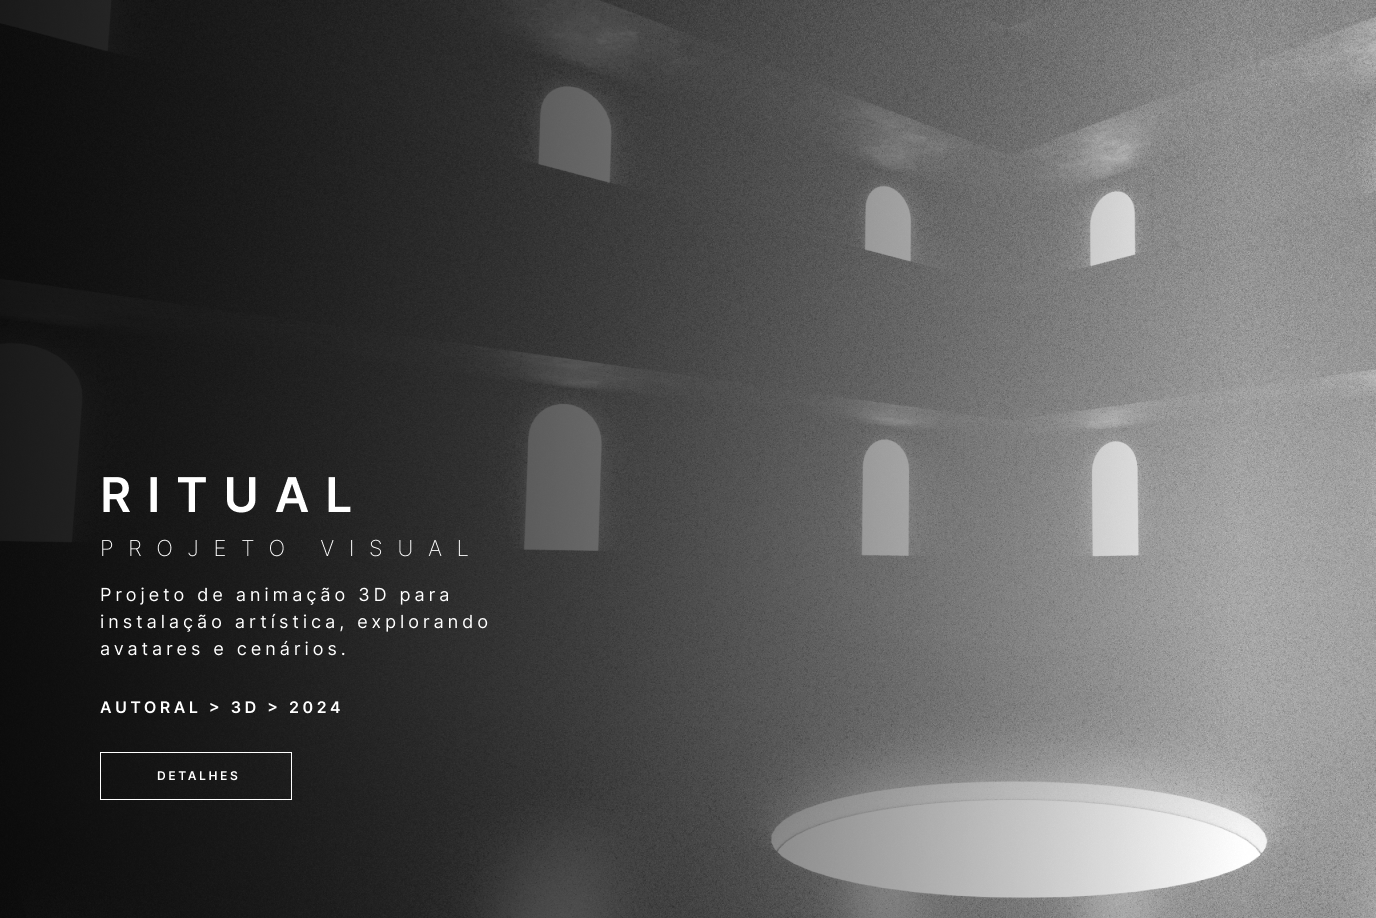 RITUAL
PROJETO VISUAL
Projeto de animação 3D para
instalação artística, explorando
avatares e cenários.
AUTORAL > 3D > 2024
DETALHES